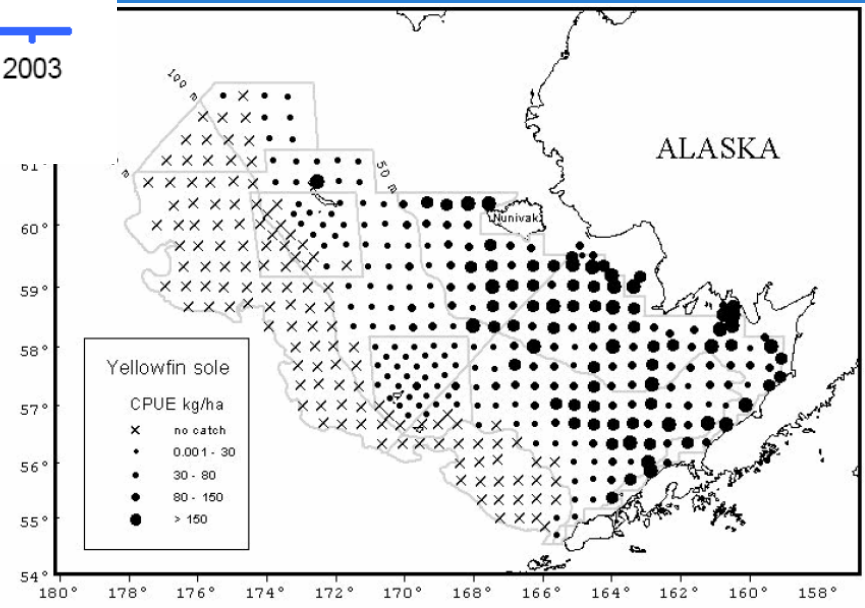 2003
100 m
ALASKA
m
50 m
61°
Nunivak
60°
59°
58°
57°
56°
55°
54°
Yellowfin sole
CPUE kg/ha
no catch
0.001 - 30
30 - 80
80 - 150
> 150
180° 178° 176° 174° 172° 170° 168° 166° 164° 162° 160° 158°